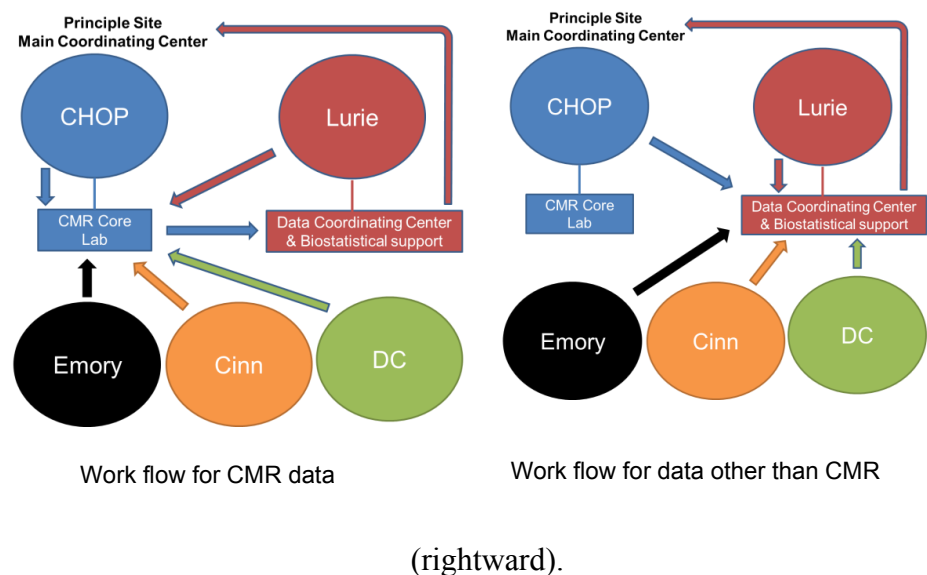 Principle Site
Main Coordinating Center
CHOP
Lurie
CMR Core
Lab
Data Coordinating Center
& Biostatistical support
Emory
Cinn
DC
Work flow for CMR data
Principle Site
Main Coordinating Center
CHOP
Lurie
CMR Core
Lab
Data Coordinating Center
& Biostatistical support
Emory
Cinn
DC
Work flow for data other than CMR
(rightward).